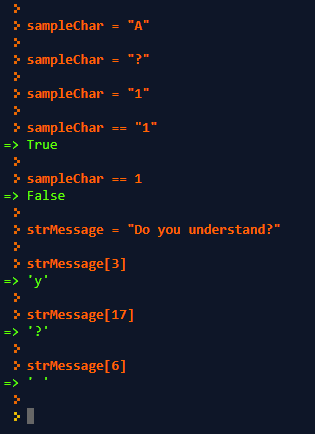 >
> sampleChar = "A"
>
> sampleChar = "?"
>
> sampleChar = "1"
>
> sampleChar == "1"
=> True
>
> sampleChar == 1
=> False
>
> strMessage = "Do you understand?"
>
> strMessage[3]
=> 'y'
>
> strMessage[17]
=> '?'
>
> strMessage[6]
=> ' '
>
>